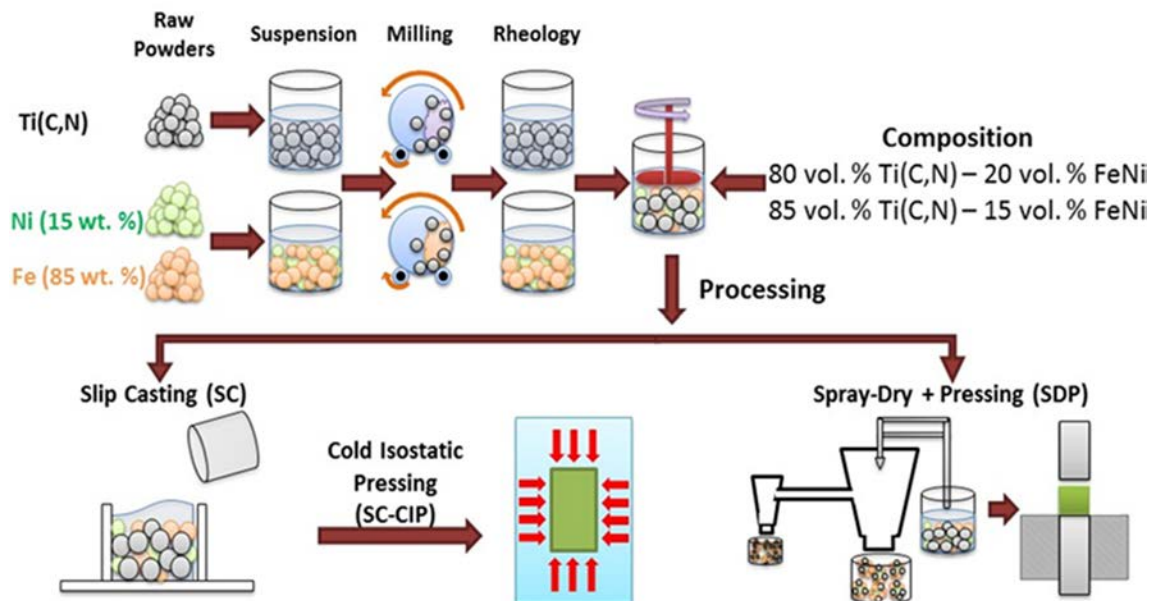 Raw
Powders
Suspension
Milling
Rheology
Ti(C,N)
Ni (15 wt. %)
Fe (85 wt. %)
Composition
80 vol. % Ti(C,N) – 20 vol. % FeNi
85 vol. % Ti(C,N) – 15 vol. % FeNi
Processing
Slip Casting (SC)
Cold Isostatic
Pressing
(SC-CIP)
Spray-Dry + Pressing (SDP)